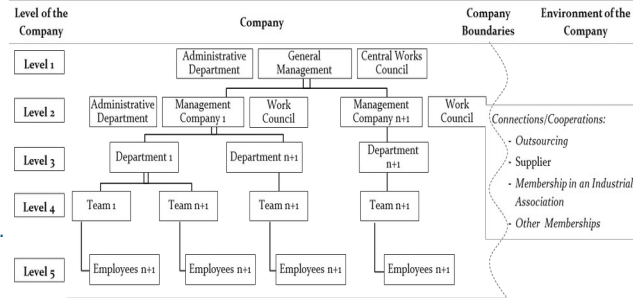 Level of the
Company
Company
Company
Boundaries
Environment of the
Company
Level 1
Administrative
Department
General
Management
Central Works
Council
Level 2
Administrative
Department
Management
Company 1
Work
Council
Management
Company n+1
Work
Council
Connections/Cooperations:
- Outsourcing
- Supplier
- Membership in an Industrial
Association
- Other Memberships
Level 3
Department 1
Department n+1
Department
n+1
Level 4
Team 1
Team n+1
Team n+1
Team n+1
Level 5
Employees n+1
Employees n+1
Employees n+1
Employees n+1